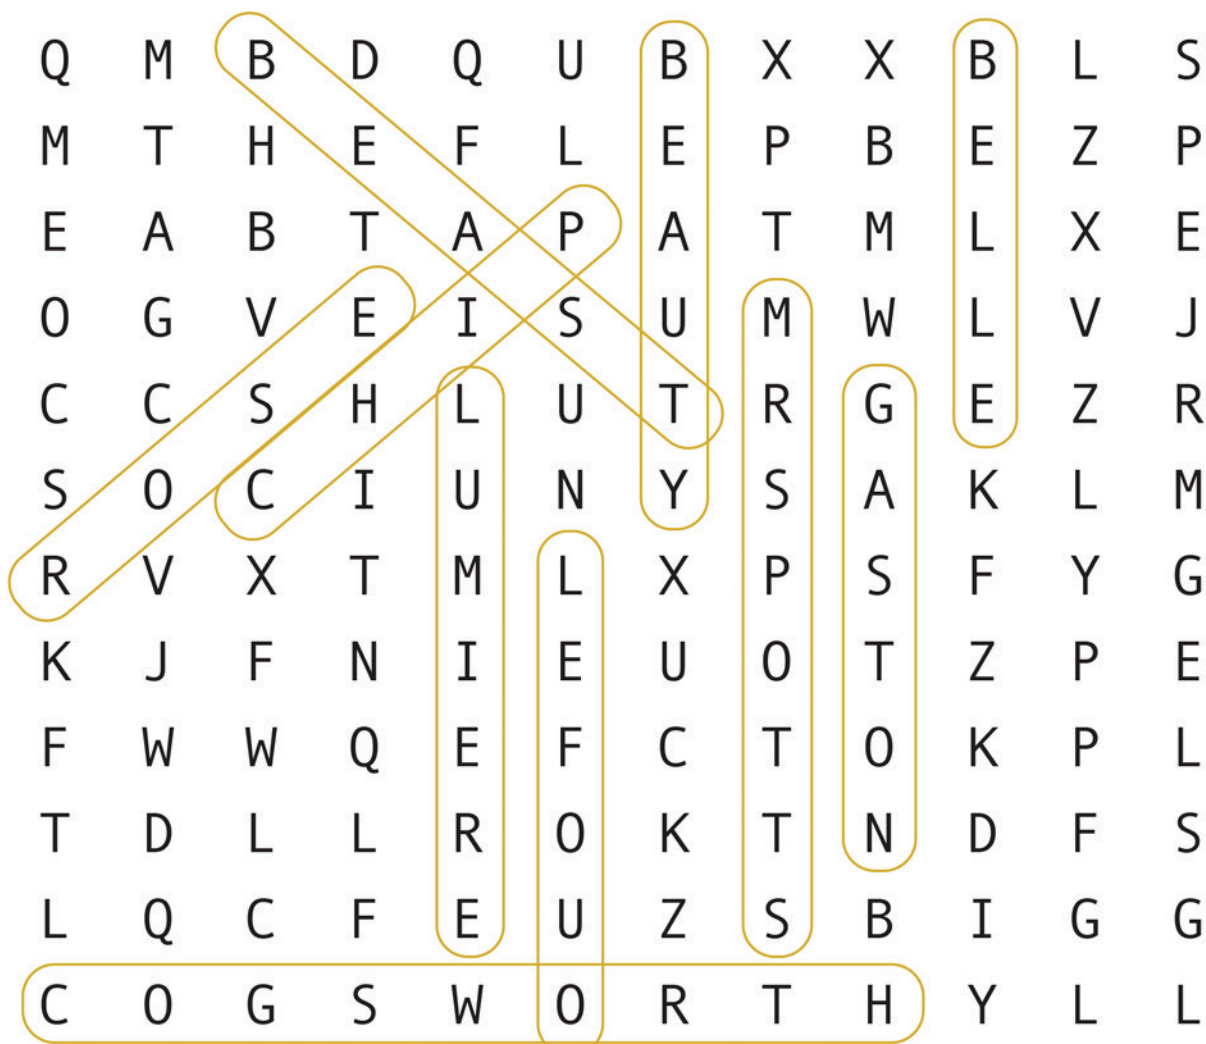 Q M B D Q U B X X B L S
M T H E F L E P B E Z P
E A B T A P A T M L X E
O G V E I S U M W L V J
C C S H L U T R G E Z R
S O C I U N Y S A K L M
R V X T M L X P S F Y G
K J F N I E U O T Z P E
F W W Q E F C T O K P L
T D L L R O K T N D F S
L Q C F E U Z S B I G G
C O G S W O R T H Y L L